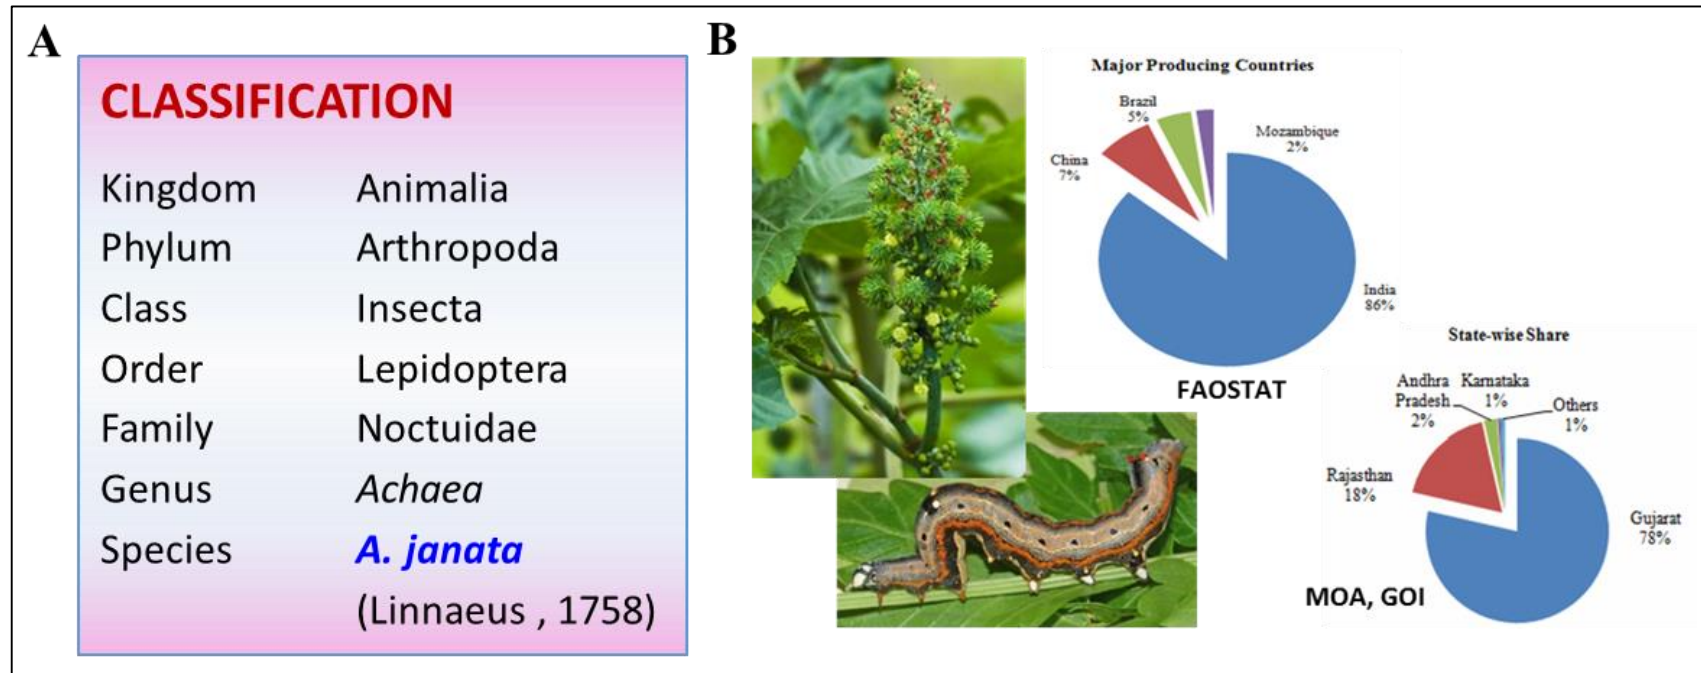 A
CLASSIFICATION
Kingdom Animalia
Phylum Arthropoda
Class Insecta
Order Lepidoptera
Family Noctuidae
Genus Achaea
Species A. janata
(Linnaeus , 1758)
B
Major Producing Countries
Brazil
5%
Mozambique
2%
China
7%
India
86%
FAOSTAT
State-wise Share
Andhra
Pradesh
2%
Karnataka
1%
Others
1%
Rajasthan
18%
Gujarat
78%
MOA, GOI